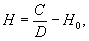 H = C/D − H₀,